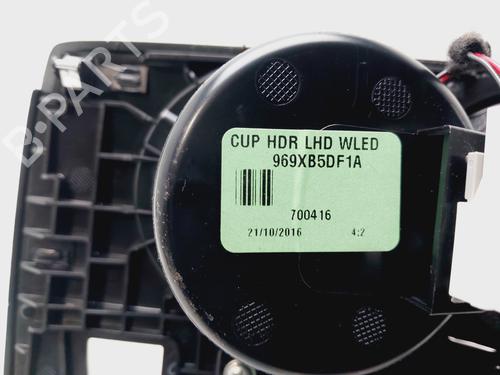 B-PARTS
CUP HDR LHD WLED
969XB5DF1A
700416
21/10/2016 4:2